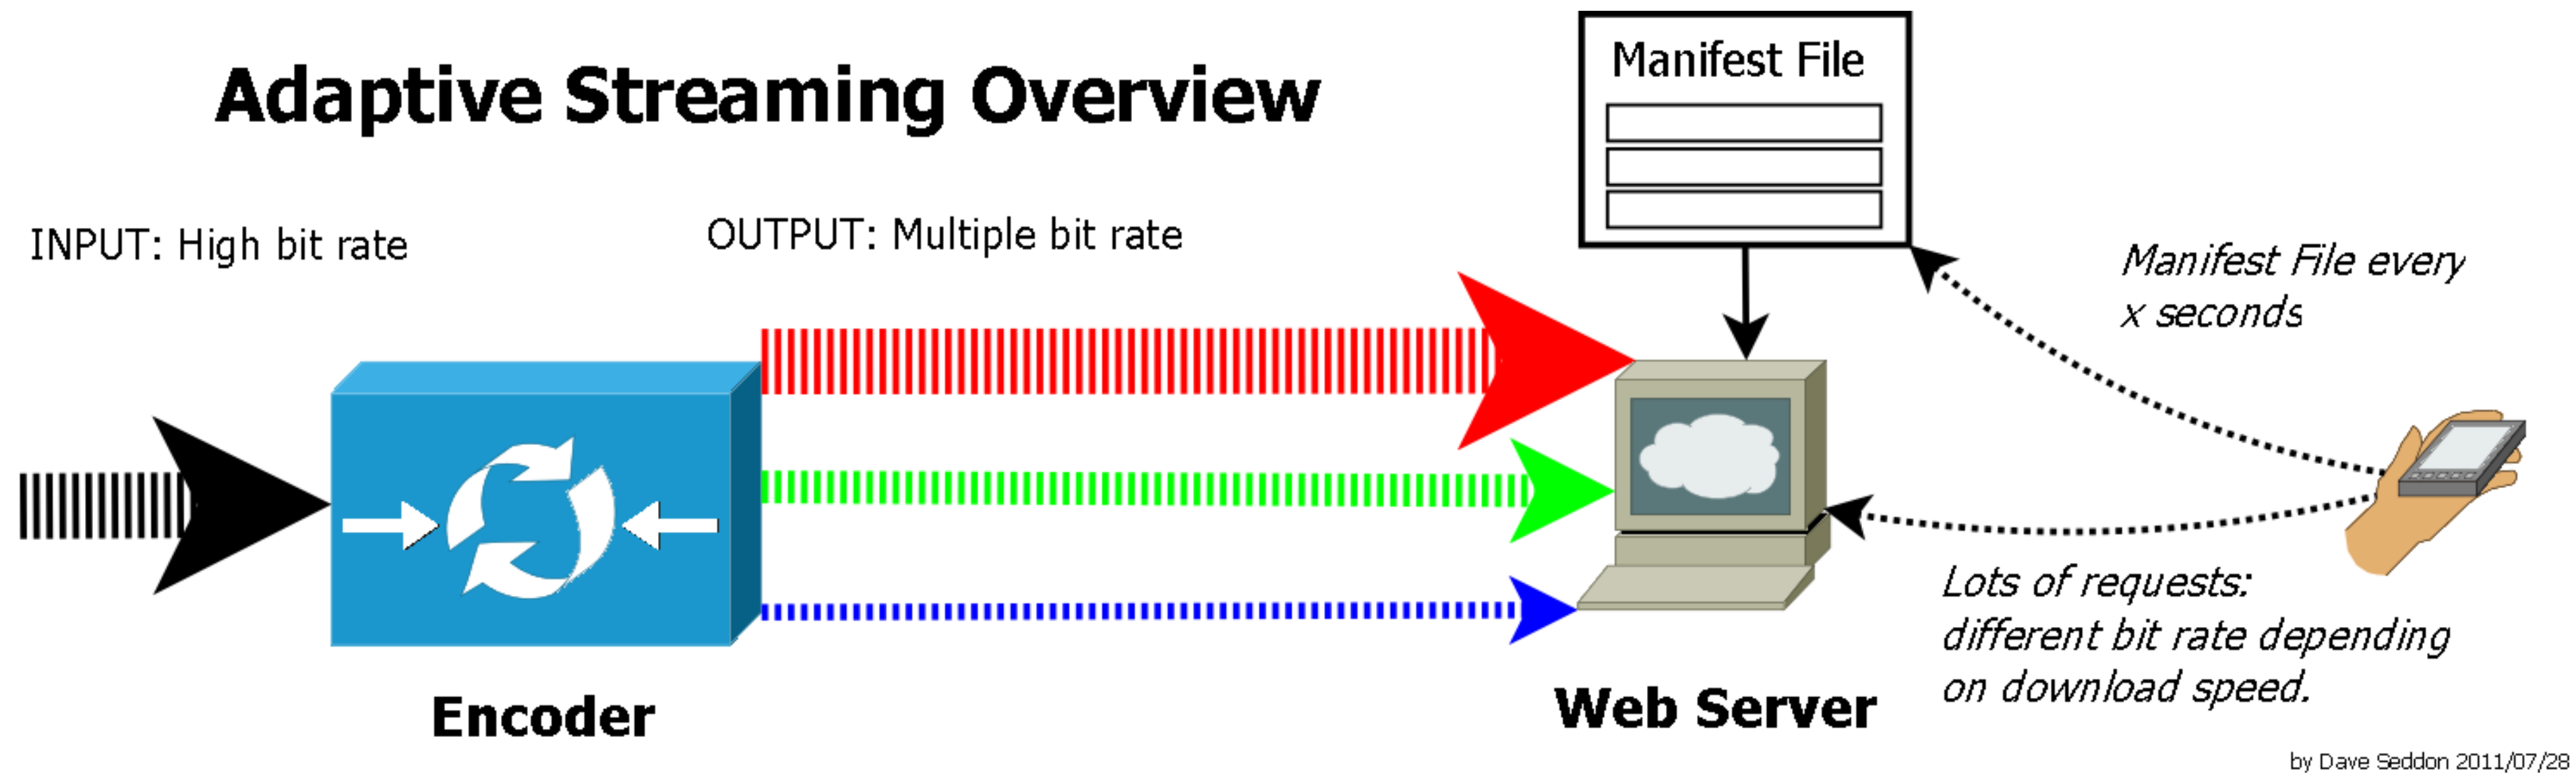 Adaptive Streaming Overview
Manifest File
INPUT: High bit rate
OUTPUT: Multiple bit rate
Manifest File every
x seconds
Lots of requests:
different bit rate depending
on download speed.
Encoder
Web Server
by Dave Seddon 2011/07/28